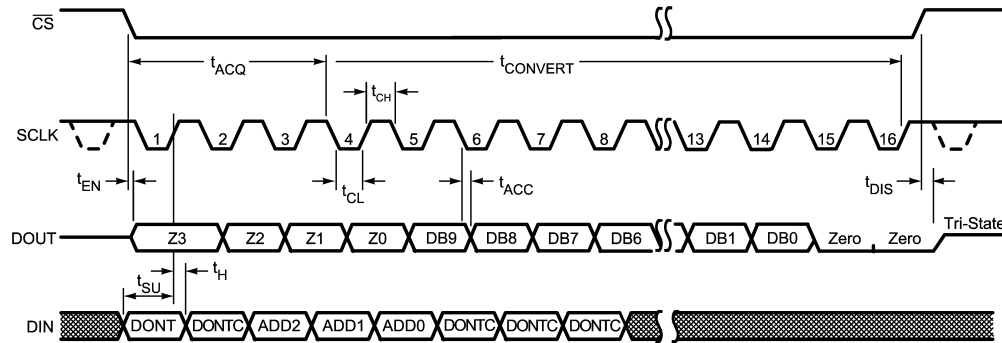 CS
tACQ
tCONVERT
tCH
SCLK
1 2 3 4 5 6 7 8 13 14 15 16
tEN
tCL
tACC
tDIS
DOUT
Z3 Z2 Z1 Z0 DB9 DB8 DB7 DB6 DB1 DB0 Zero Zero
Tri-State
tSU
tH
DIN
DONT DONTC ADD2 ADD1 ADD0 DONTC DONTC DONTC